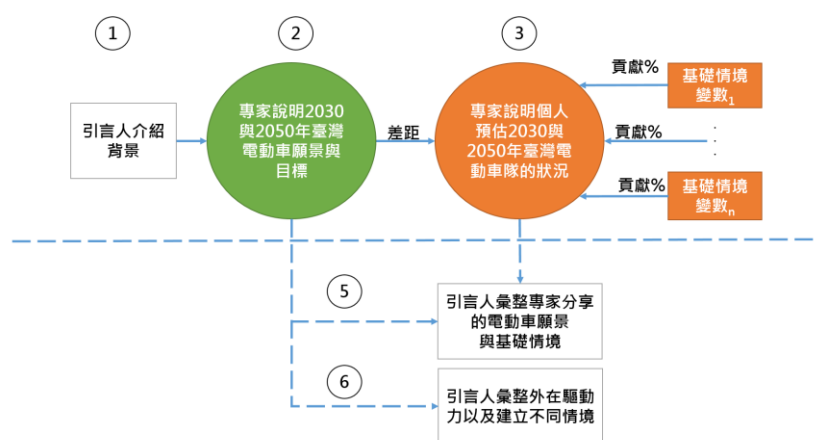 1
2
3
引言人介紹
背景
專家說明2030
與2050年臺灣
電動車願景與
目標
差距
專家說明個人
預估2030與
2050年臺灣電
動車隊的狀況
貢獻%
基礎情境
變數1
貢獻%
⋮
貢獻%
基礎情境
變數n
5
引言人彙整專家分享
的電動車願景
與基礎情境
6
引言人彙整外在驅動
力以及建立不同情境